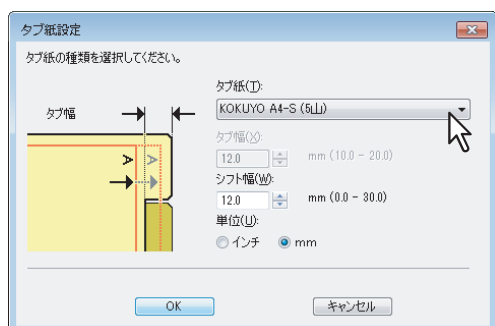 タブ紙設定
タブ紙の種類を選択してください。
タブ紙(T):
KOKUYO A4-S (5山)
タブ幅
タブ幅(X):
12.0 mm (10.0 - 20.0)
シフト幅(W):
12.0 mm (0.0 - 30.0)
単位(U):
インチ mm
A A
OK キャンセル